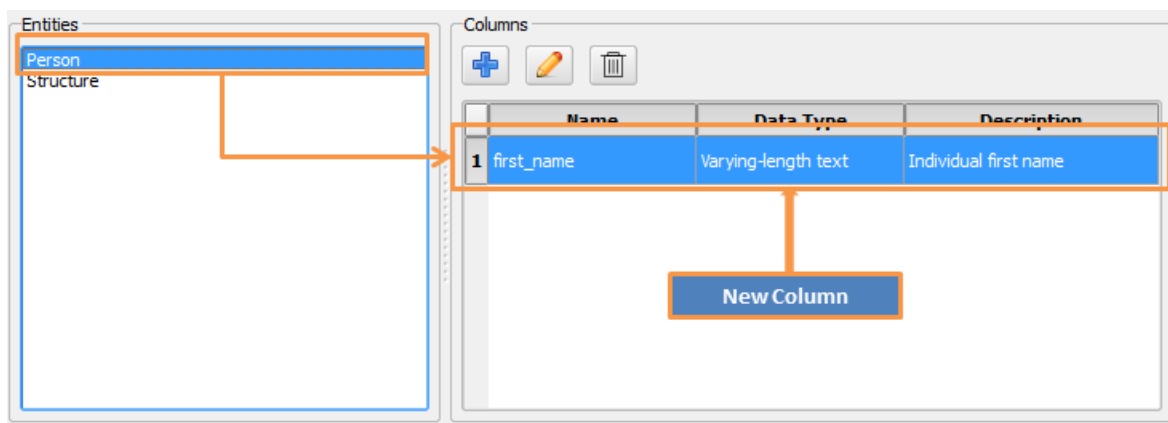 Entities
Person
Structure
Columns
Name Data Type Description
1 first_name Varying-length text Individual first name
New Column